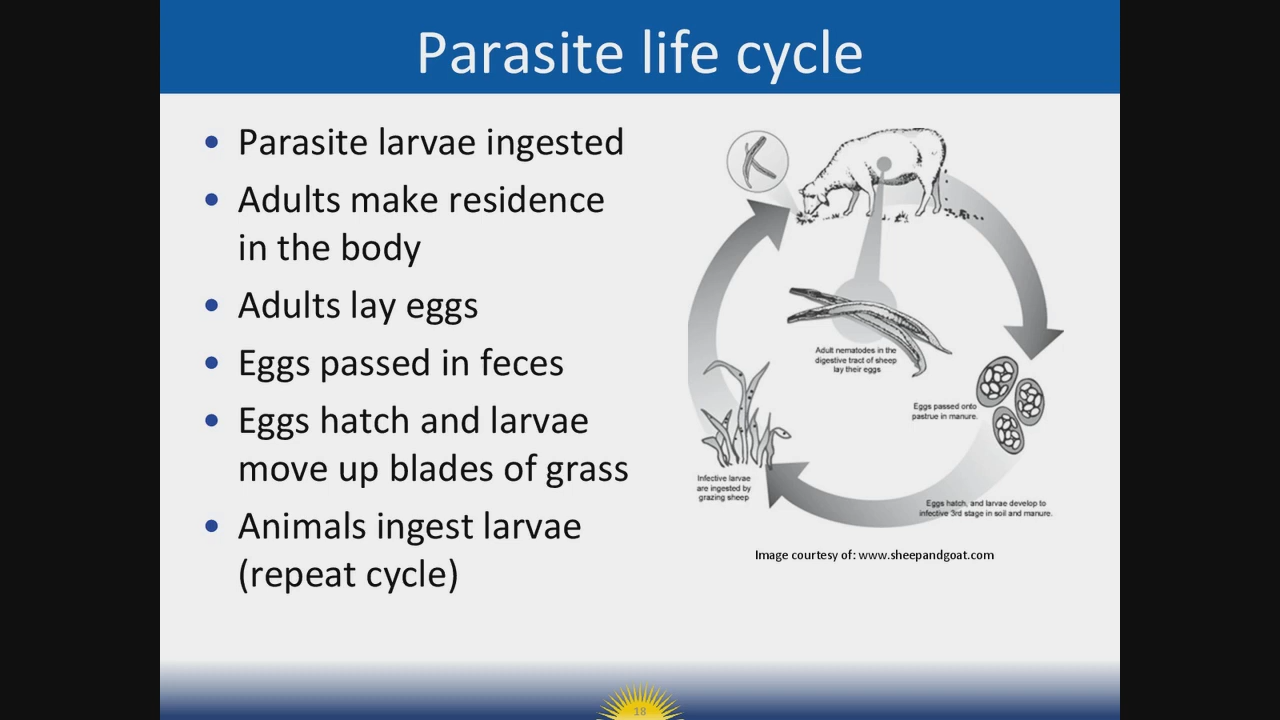 Parasite life cycle
• Parasite larvae ingested
• Adults make residence
in the body
• Adults lay eggs
• Eggs passed in feces
• Eggs hatch and larvae
move up blades of grass
• Animals ingest larvae
(repeat cycle)
Adult nematodes in the
digestive tract of sheep
lay their eggs
Eggs passed onto
pastrue in manure.
Infective larvae
are ingested by
grazing sheep
Eggs hatch, and larvae develop to
infective 3rd stage in soil and manure.
Image courtesy of: www.sheepandgoat.com
18